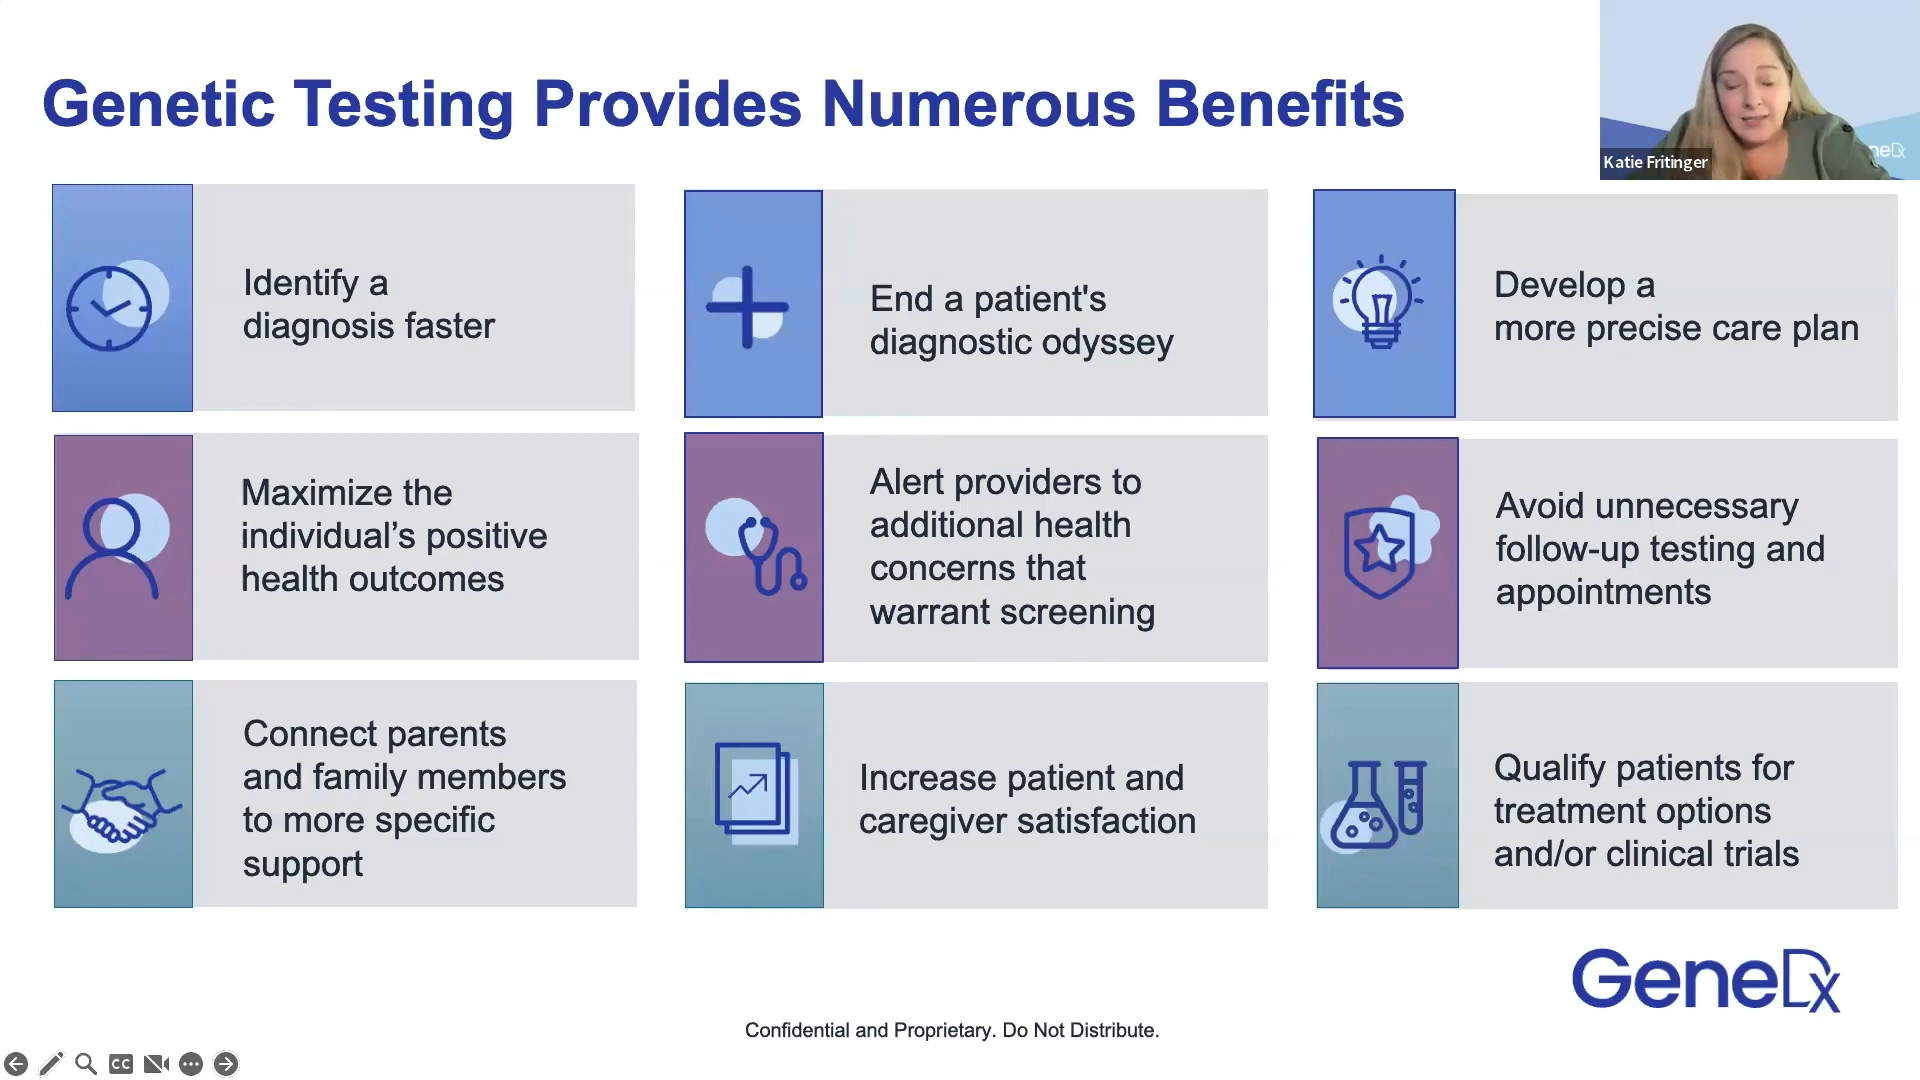 Genetic Testing Provides Numerous Benefits
Katie Fritinger
neDx
Identify a
diagnosis faster
End a patient's
diagnostic odyssey
Develop a
more precise care plan
Maximize the
individual’s positive
health outcomes
Alert providers to
additional health
concerns that
warrant screening
Avoid unnecessary
follow-up testing and
appointments
Connect parents
and family members
to more specific
support
Increase patient and
caregiver satisfaction
Qualify patients for
treatment options
and/or clinical trials
GeneDx
Confidential and Proprietary. Do Not Distribute.
CC